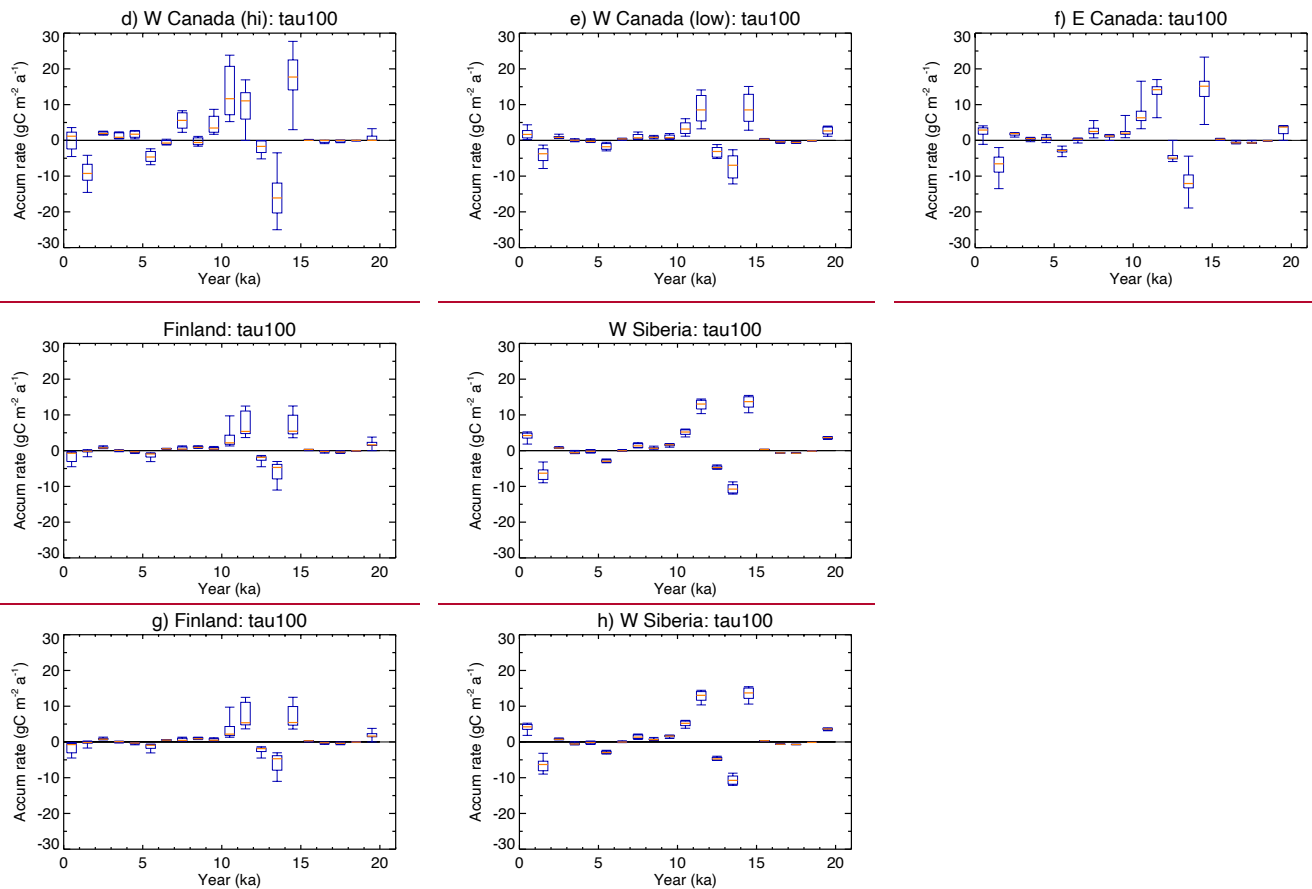 d) W Canada (hi): tau100
30
20
10
0
-10
-20
-30
Accum rate (gC m-2 a-1)
0 5 10 15 20
Year (ka)
e) W Canada (low): tau100
30
20
10
0
-10
-20
-30
Accum rate (gC m-2 a-1)
0 5 10 15 20
Year (ka)
f) E Canada: tau100
30
20
10
0
-10
-20
-30
Accum rate (gC m-2 a-1)
0 5 10 15 20
Year (ka)
Finland: tau100
30
20
10
0
-10
-20
-30
Accum rate (gC m-2 a-1)
0 5 10 15 20
Year (ka)
W Siberia: tau100
30
20
10
0
-10
-20
-30
Accum rate (gC m-2 a-1)
0 5 10 15 20
Year (ka)
g) Finland: tau100
30
20
10
0
-10
-20
-30
Accum rate (gC m-2 a-1)
0 5 10 15 20
Year (ka)
h) W Siberia: tau100
30
20
10
0
-10
-20
-30
Accum rate (gC m-2 a-1)
0 5 10 15 20
Year (ka)